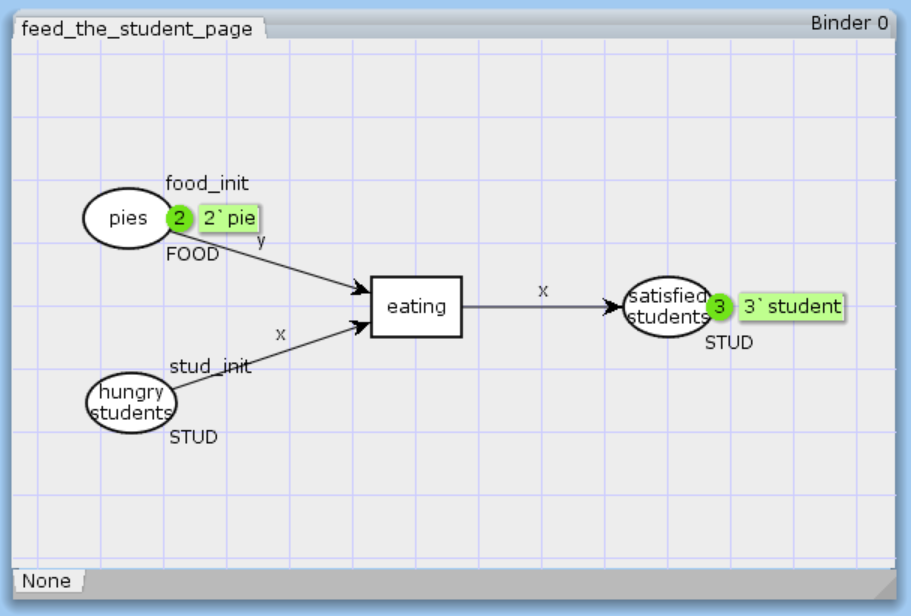 feed_the_student_page
Binder 0
food_init
pies
2
2`pie
y
FOOD
eating
x
satisfied
students
3
3`student
STUD
x
stud_init
hungry
students
STUD
None